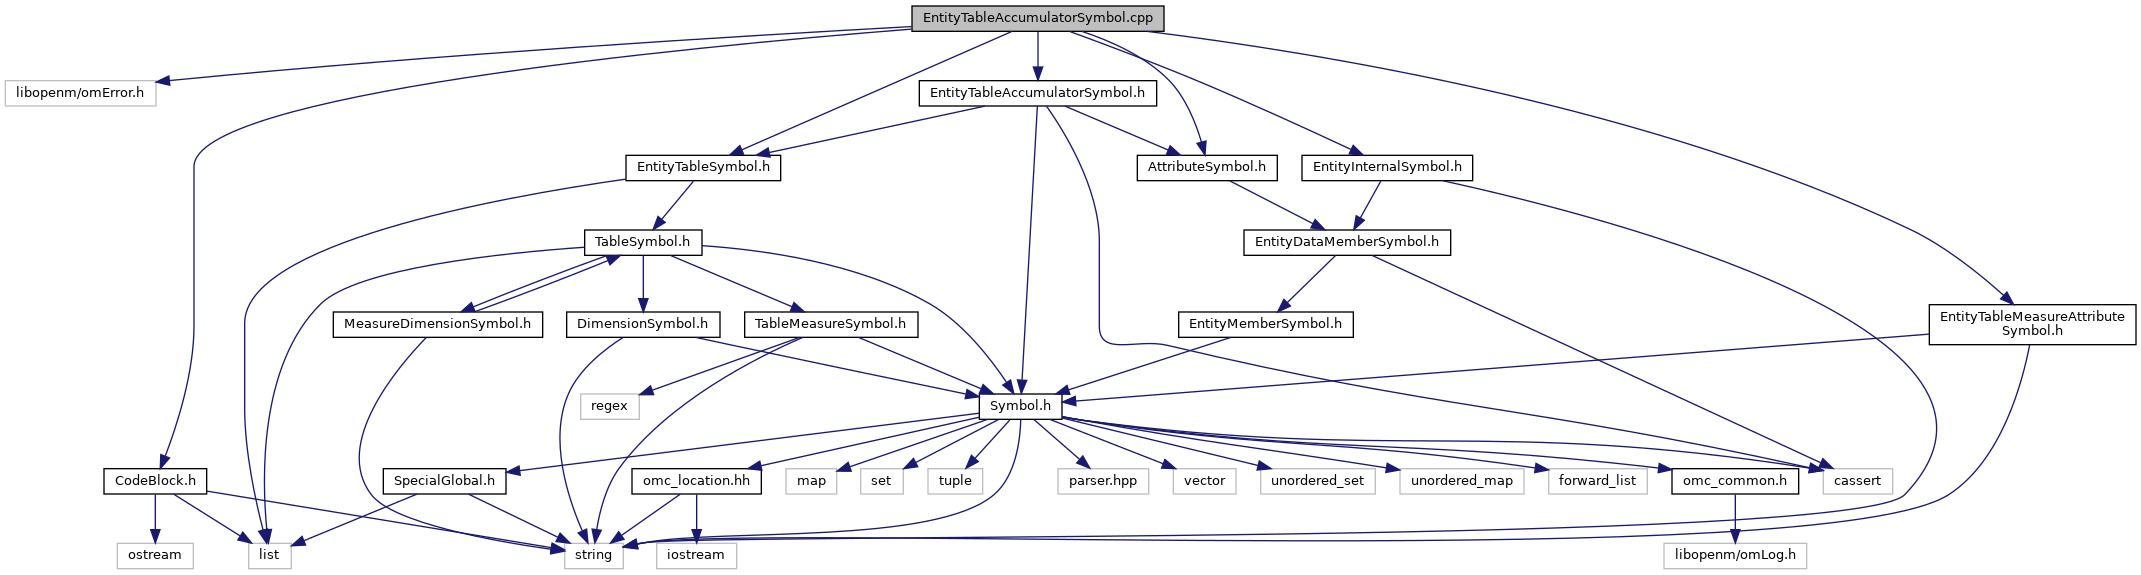 EntityTableAccumulatorSymbol.cpp
libopenm/omError.h
EntityTableAccumulatorSymbol.h
EntityTableSymbol.h
AttributeSymbol.h
EntityInternalSymbol.h
TableSymbol.h
EntityDataMemberSymbol.h
MeasureDimensionSymbol.h
DimensionSymbol.h
TableMeasureSymbol.h
EntityMemberSymbol.h
EntityTableMeasureAttribute
Symbol.h
regex
Symbol.h
CodeBlock.h
SpecialGlobal.h
omc_location.hh
map
set
tuple
parser.hpp
vector
unordered_set
unordered_map
forward_list
omc_common.h
cassert
ostream
list
string
iostream
libopenm/omLog.h